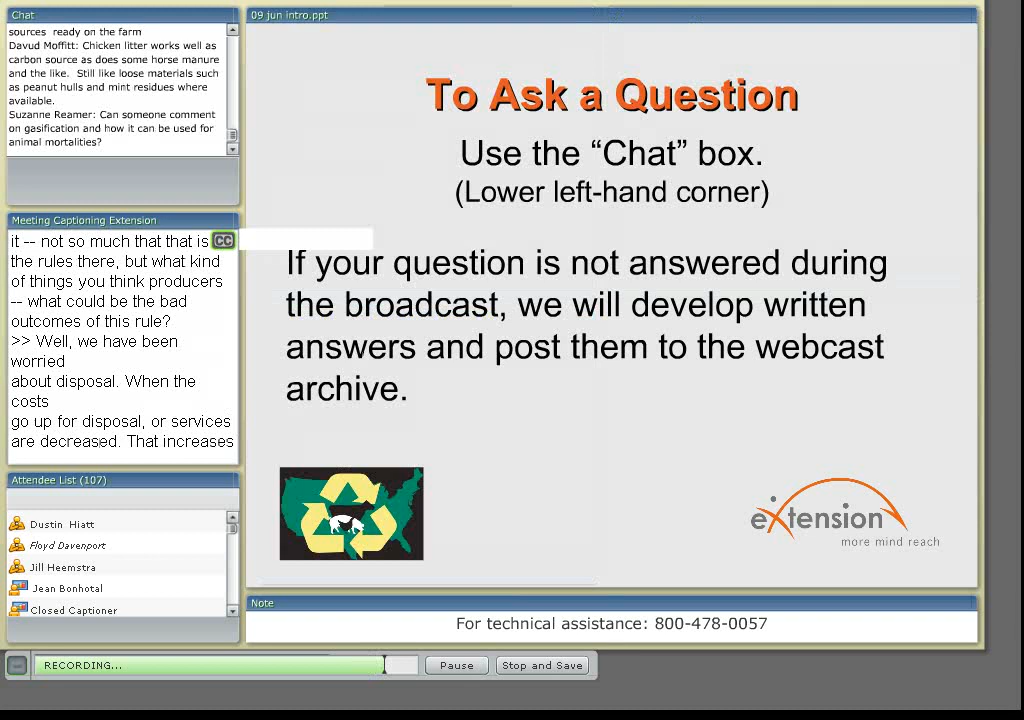 Chat
sources ready on the farm
Davud Moffitt: Chicken litter works well as
carbon source as does some horse manure
and the like. Still like loose materials such
as peanut hulls and mint residues where
available.
Suzanne Reamer: Can someone comment
on gasification and how it can be used for
animal mortalities?
Meeting Captioning Extension
it -- not so much that that is
CC
the rules there, but what kind
of things you think producers
-- what could be the bad
outcomes of this rule?
>> Well, we have been
worried
about disposal. When the
costs
go up for disposal, or services
are decreased. That increases
Attendee List (107)
Dustin Hiatt
Floyd Davenport
Jill Heemstra
Jean Bonhotal
Closed Captioner
09 jun intro.ppt
To Ask a Question
Use the “Chat” box.
(Lower left-hand corner)
If your question is not answered during
the broadcast, we will develop written
answers and post them to the webcast
archive.
eXtension
more mind reach
Note
For technical assistance: 800-478-0057
RECORDING...
Pause
Stop and Save